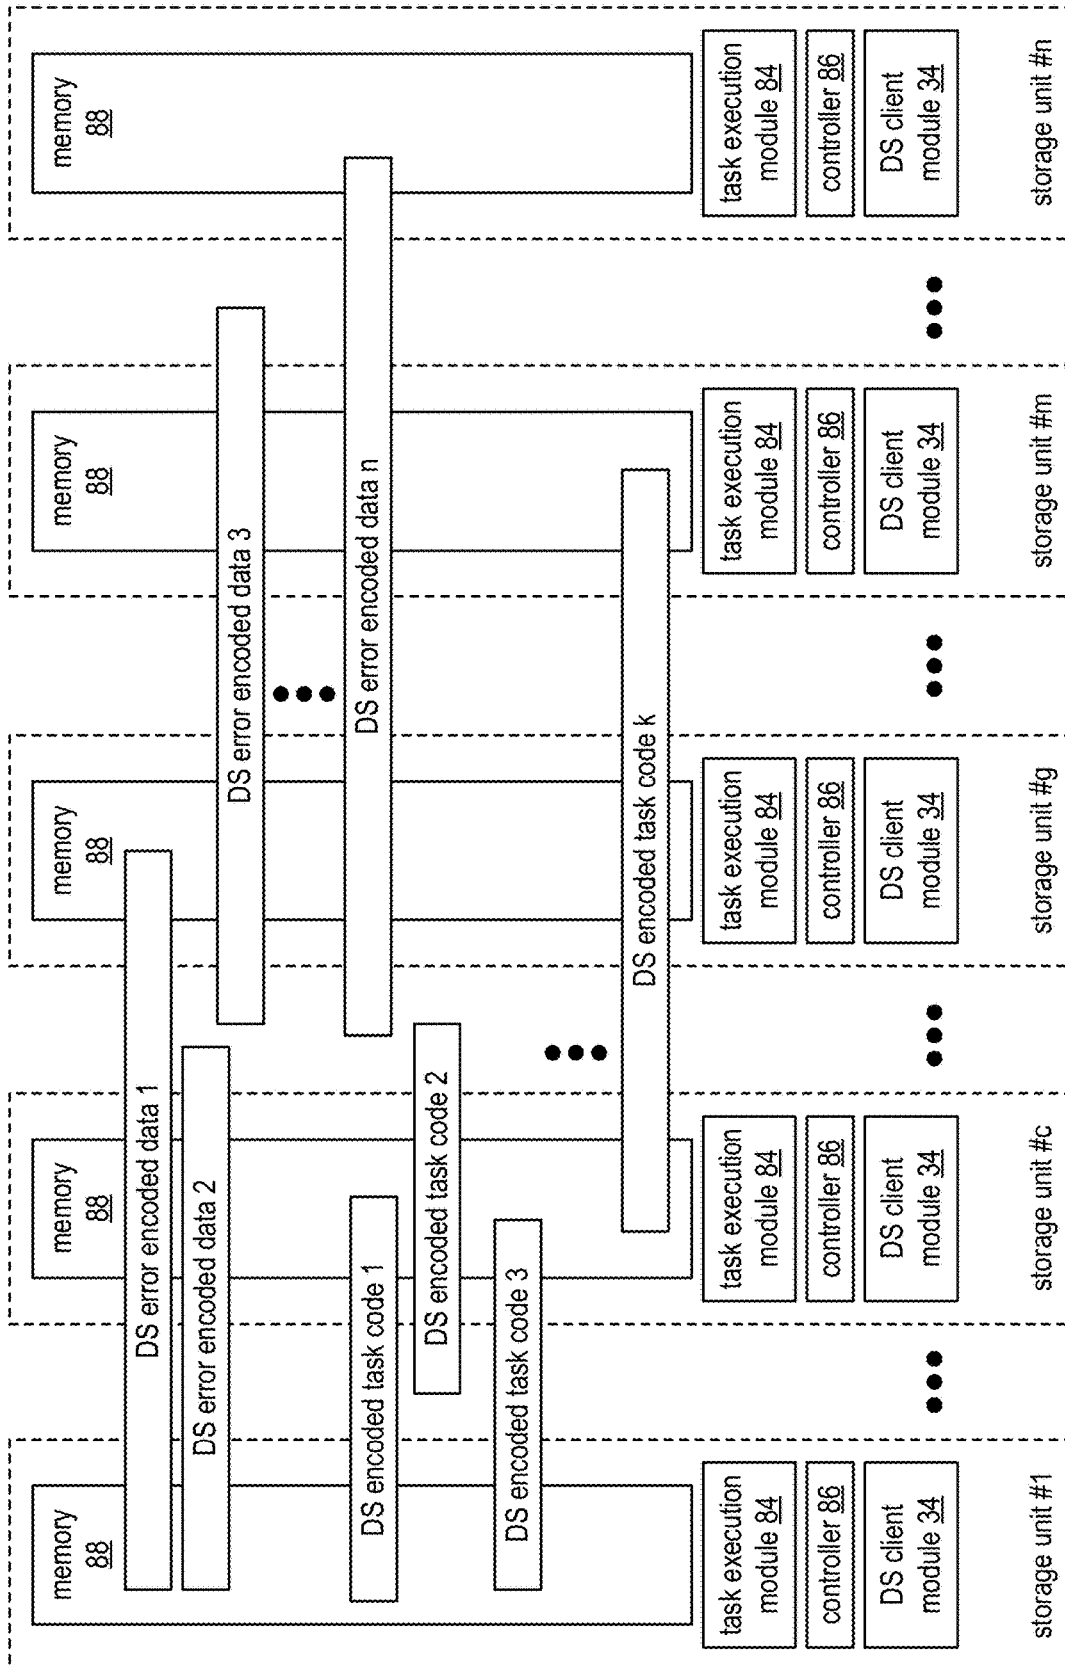 memory
88
task execution
module 84
controller 86
DS client
module 34
storage unit #1
memory
88
task execution
module 84
controller 86
DS client
module 34
storage unit #c
memory
88
task execution
module 84
controller 86
DS client
module 34
storage unit #g
memory
88
task execution
module 84
controller 86
DS client
module 34
storage unit #m
memory
88
task execution
module 84
controller 86
DS client
module 34
storage unit #n
DS error encoded data 1
DS error encoded data 2
DS error encoded data 3
DS error encoded data n
DS encoded task code 1
DS encoded task code 2
DS encoded task code 3
DS encoded task code k